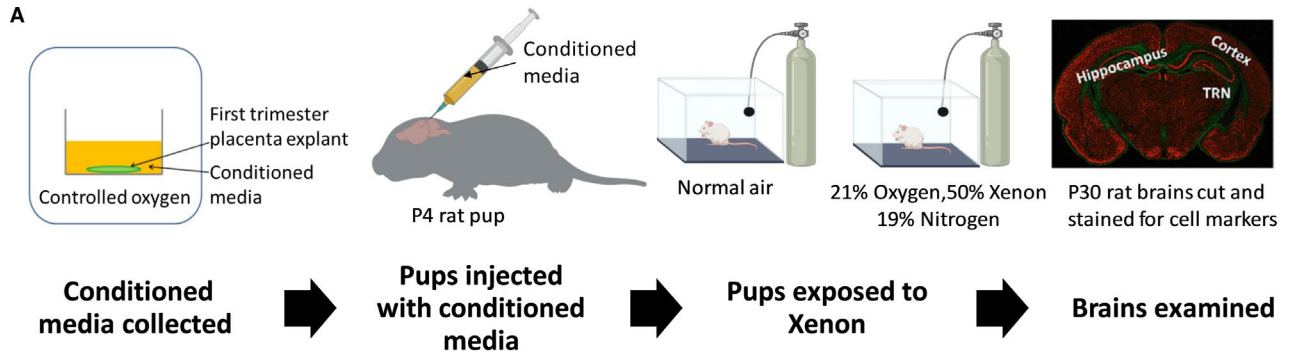 A
First trimester
placenta explant
Conditioned
media
Controlled oxygen
Conditioned
media
P4 rat pup
Normal air
21% Oxygen,50% Xenon
19% Nitrogen
Hippocampus
Cortex
TRN
P30 rat brains cut and
stained for cell markers
Conditioned
media collected
Pups injected
with conditioned
media
Pups exposed to
Xenon
Brains examined